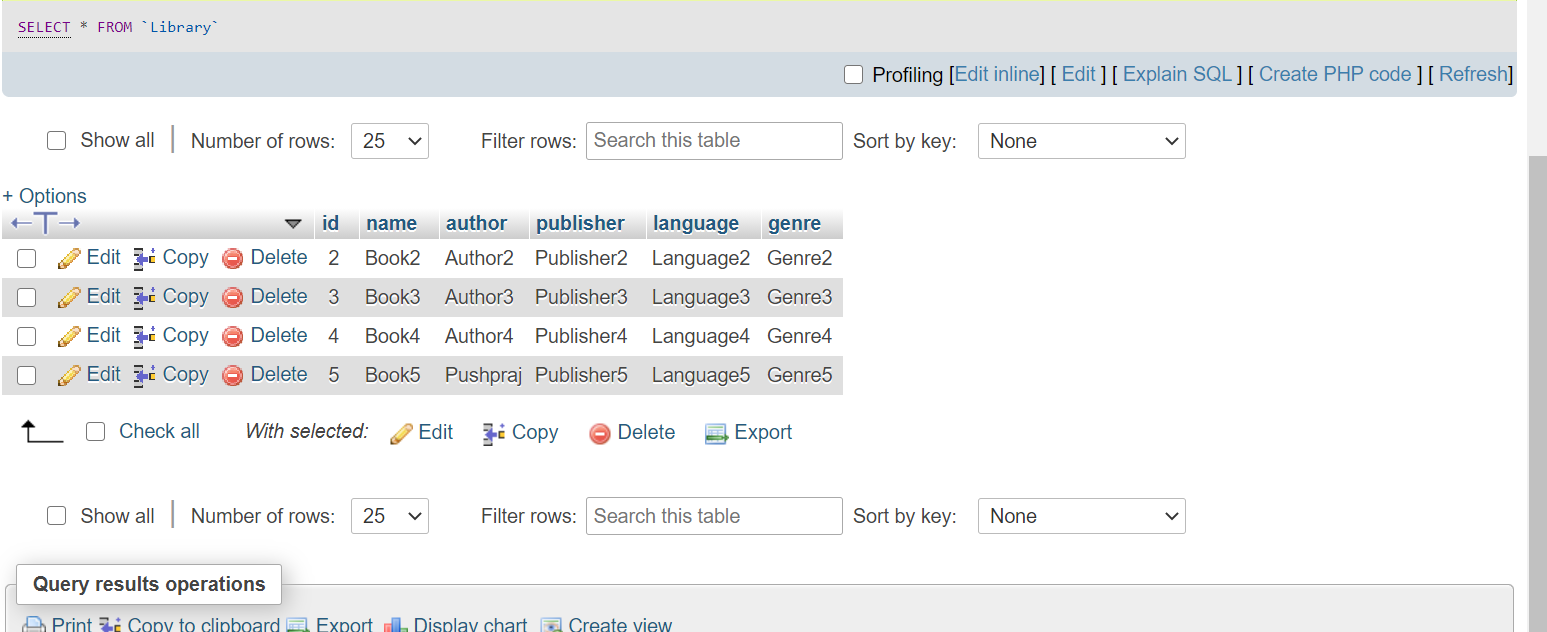 SELECT * FROM `Library`
Profiling [Edit inline] [ Edit ] [ Explain SQL ] [ Create PHP code ] [ Refresh]
Show all Number of rows: 25 Filter rows: Search this table Sort by key: None
+ Options
←T→ id name author publisher language genre
Edit Copy Delete 2 Book2 Author2 Publisher2 Language2 Genre2
Edit Copy Delete 3 Book3 Author3 Publisher3 Language3 Genre3
Edit Copy Delete 4 Book4 Author4 Publisher4 Language4 Genre4
Edit Copy Delete 5 Book5 Pushpraj Publisher5 Language5 Genre5
Check all With selected: Edit Copy Delete Export
Show all Number of rows: 25 Filter rows: Search this table Sort by key: None
Query results operations
Print Copy to clipboard Export Display chart Create view